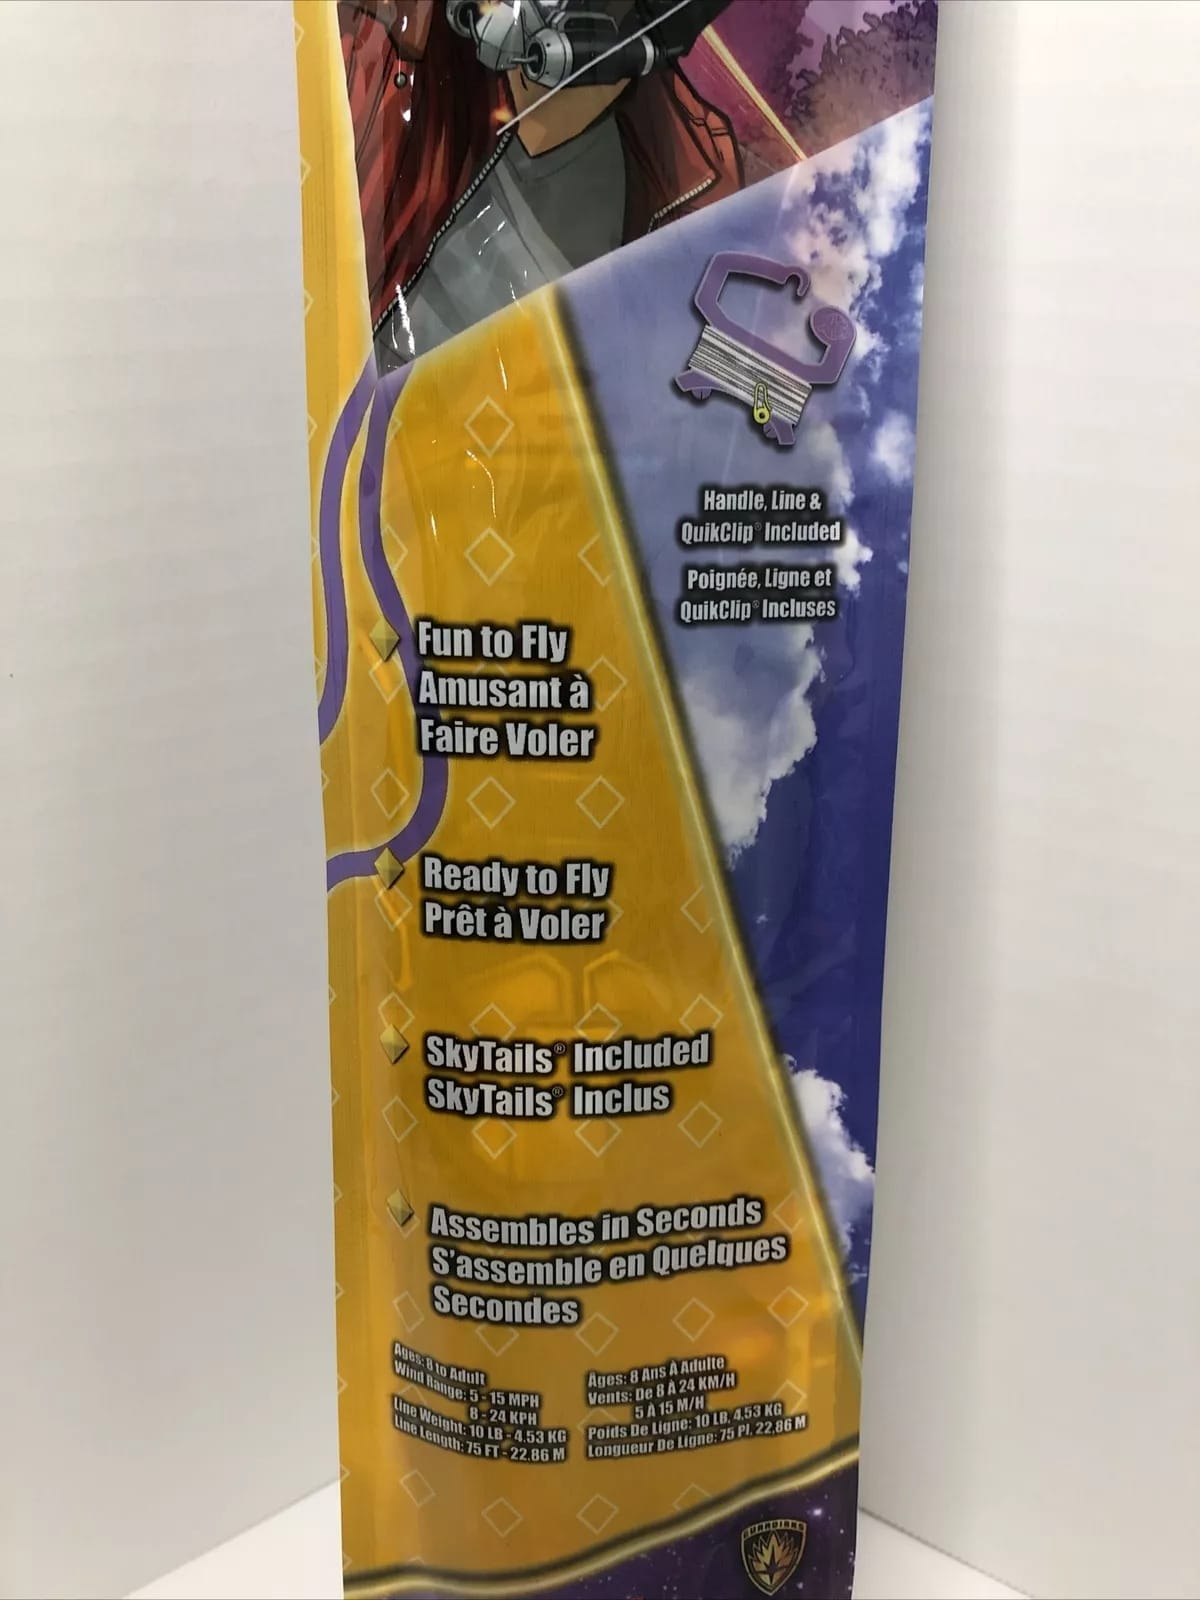 Handle, Line &
QuikClip® Included
Poignée, Ligne et
QuikClip® Incluses
Fun to Fly
Amusant à
Faire Voler
Ready to Fly
Prêt à Voler
SkyTails® Included
SkyTails® Inclus
Assembles in Seconds
S'assemble en Quelques
Secondes
Ages: 8 to Adult
Wind Range: 5 - 15 MPH
8 - 24 KPH
Line Weight: 10 LB - 4.53 KG
Line Length: 75 FT - 22.86 M
Ages: 8 Ans À Adulte
Vents: De 8 À 24 KM/H
5 À 15 M/H
Poids De Ligne: 10 LB, 4.53 KG
Longueur De Ligne: 75 PI, 22,86 M
GUARDIANS